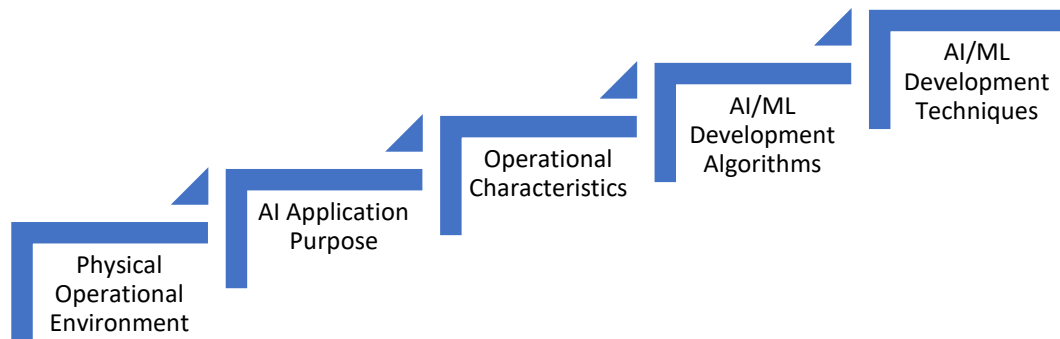 Physical
Operational
Environment
AI Application
Purpose
Operational
Characteristics
AI/ML
Development
Algorithms
AI/ML
Development
Techniques